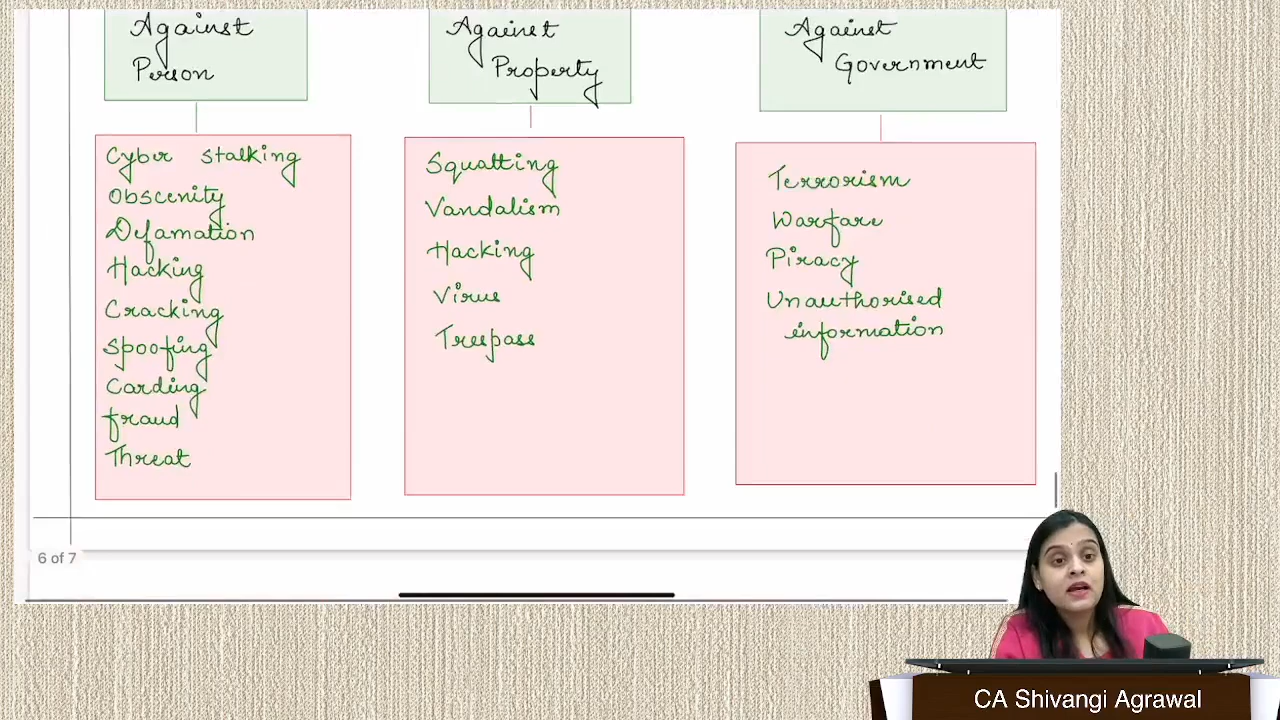 Against
Person
Cyber stalking
Obscenity
Defamation
Hacking
Cracking
Spoofing
Carding
fraud
Threat
Against
Property
Squatting
Vandalism
Hacking
Virus
Trespass
Against
Government
Terrorism
Warfare
Piracy
Unauthorised
information
6 of 7
CA Shivangi Agrawal